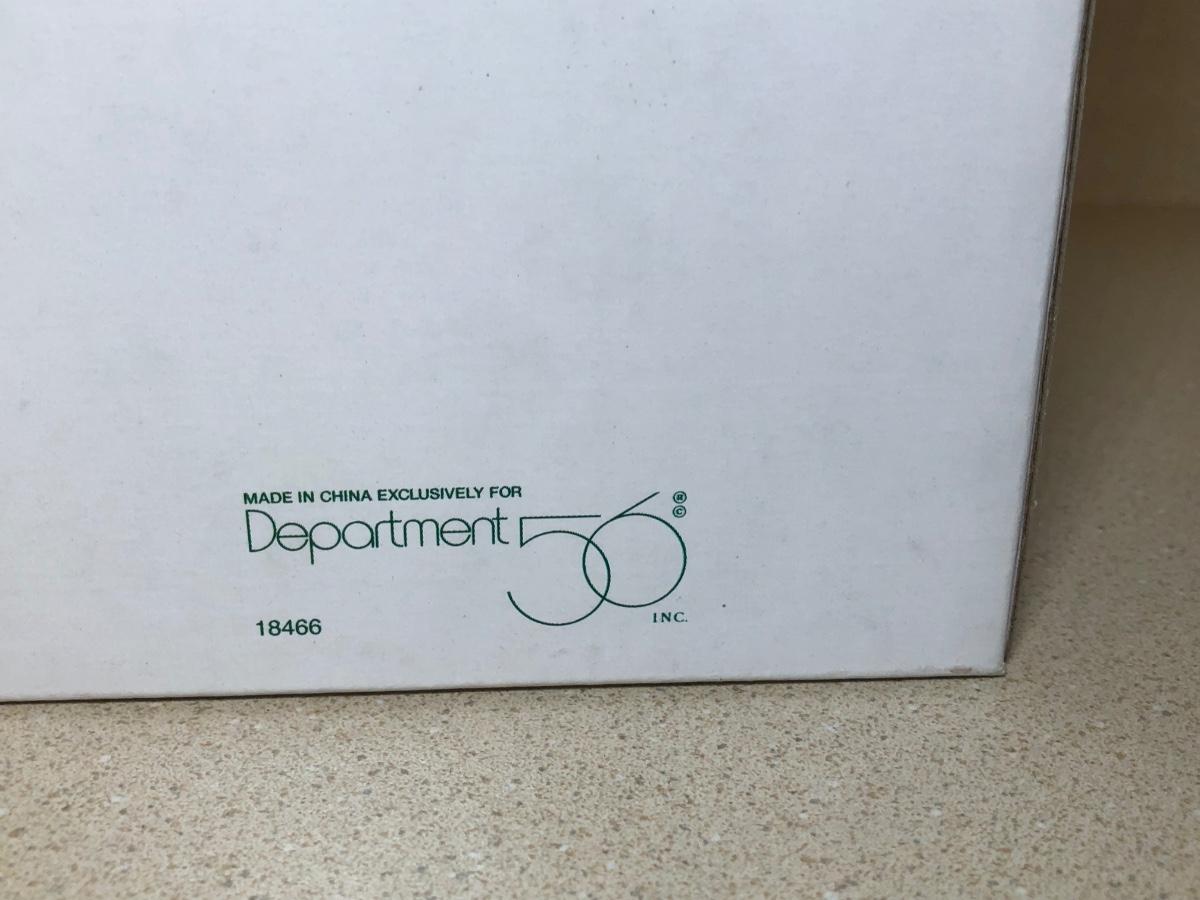 MADE IN CHINA EXCLUSIVELY FOR
Department 56 ® ©
INC.
18466